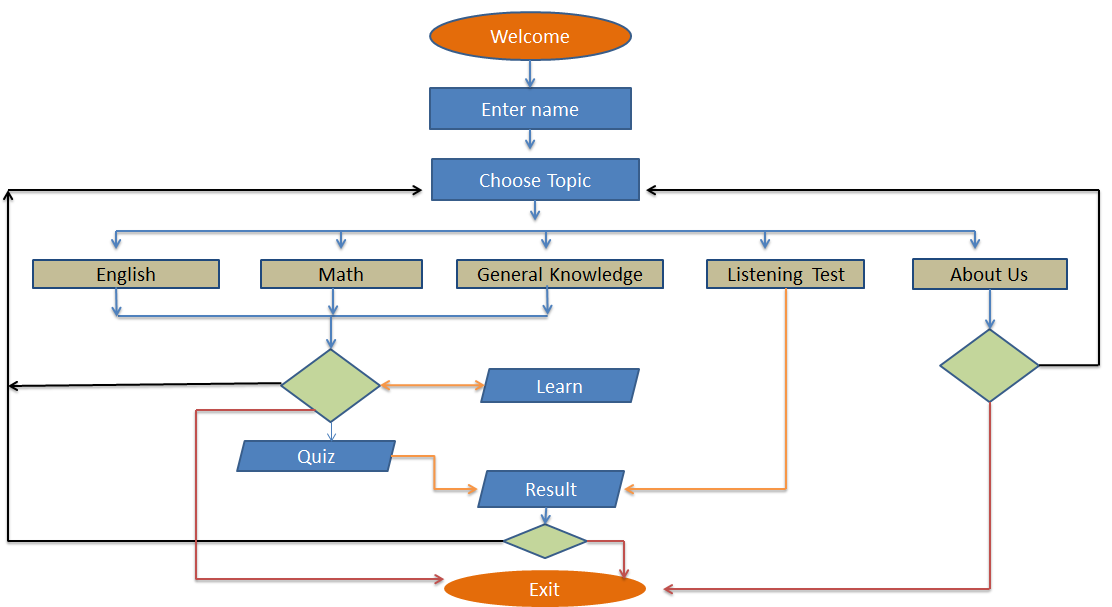 Welcome
Enter name
Choose Topic
English
Math
General Knowledge
Listening Test
About Us
Learn
Quiz
Result
Exit